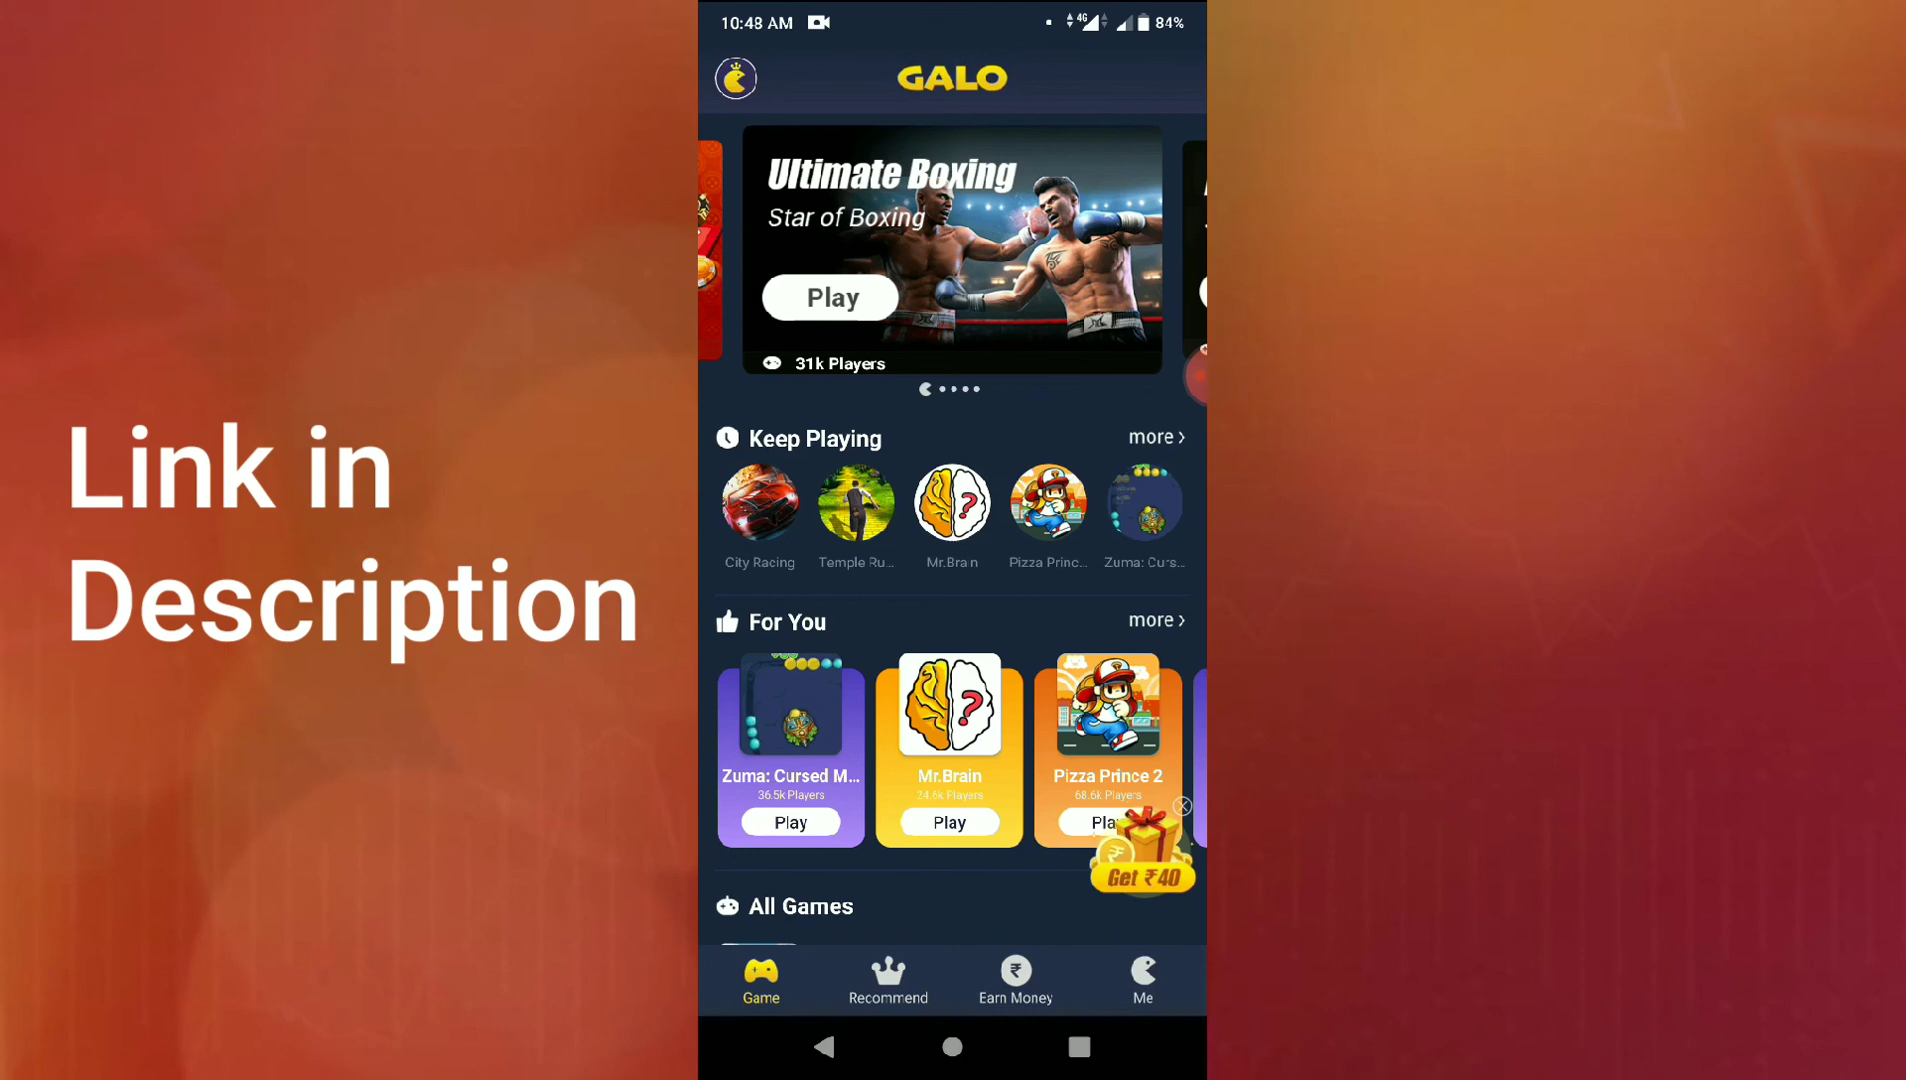 10:48 AM
4G
84%
GALO
Ultimate Boxing
Star of Boxing
Play
31k Players
Keep Playing
more >
City Racing
Temple Ru...
Mr.Brain
Pizza Princ...
Zuma: Curs...
For You
more >
Zuma: Cursed M...
Mr.Brain
Pizza Prince 2
36.5k Players
24.6k Players
68.6k Players
Play
Play
Pla
Get ₹40
All Games
Game
Recommend
Earn Money
Me
Link in
Description